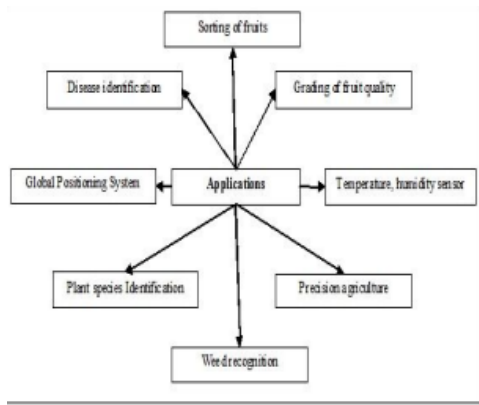 Sorting of fruits
Disease identification
Grading of fruit quality
Global Positioning System
Applications
Temperature, humidity sensor
Plant species Identification
Precision agriculture
Weed recognition